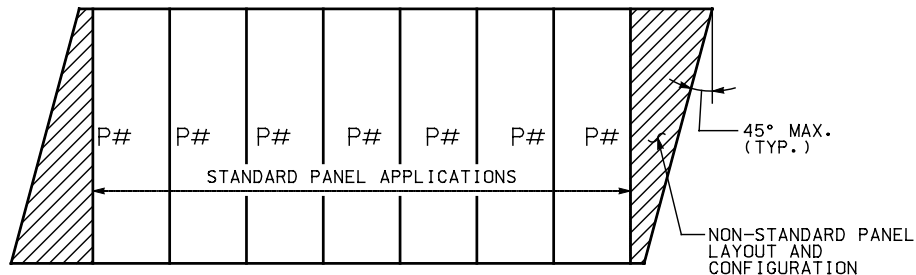 P# P# P# P# P# P# P#
STANDARD PANEL APPLICATIONS
45° MAX.
(TYP.)
NON-STANDARD PANEL
LAYOUT AND
CONFIGURATION